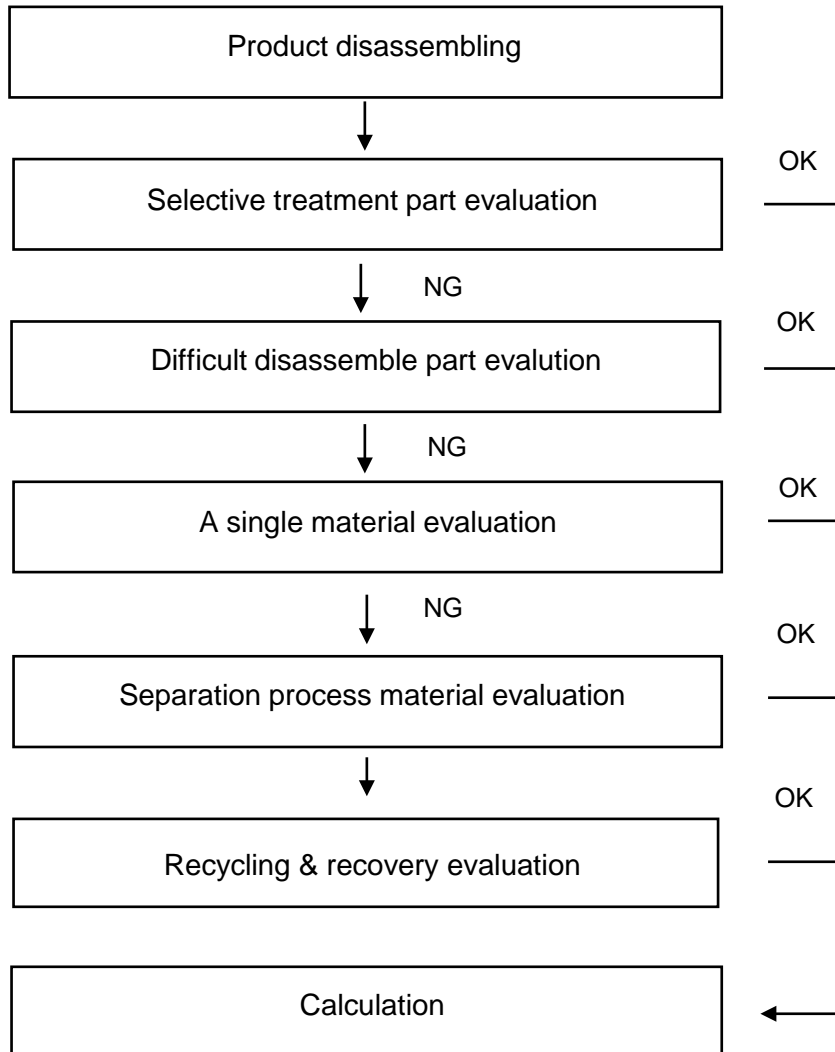 Product disassembling
OK
Selective treatment part evaluation
NG
OK
Difficult disassemble part evalution
NG
OK
A single material evaluation
NG
OK
Separation process material evaluation
OK
Recycling & recovery evaluation
Calculation